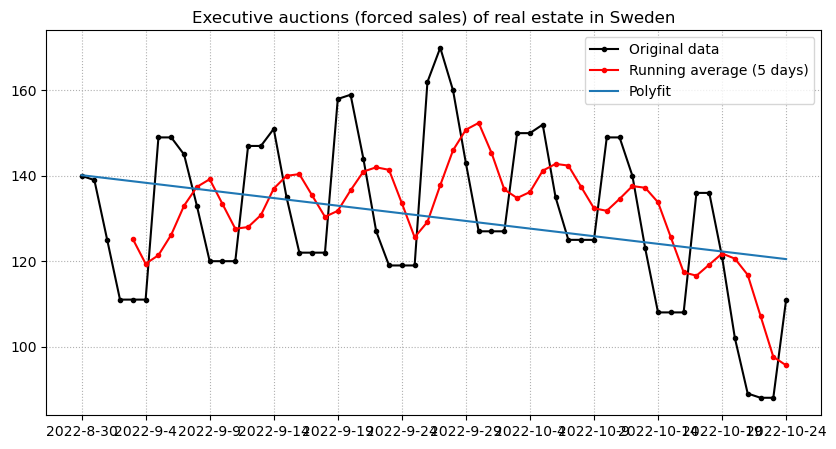 Executive auctions (forced sales) of real estate in Sweden
Original data
Running average (5 days)
Polyfit
160
140
120
100
2022-8-30 2022-9-4 2022-9-9 2022-9-14 2022-9-19 2022-9-24 2022-9-29 2022-10-4 2022-10-9 2022-10-14 2022-10-19 2022-10-24